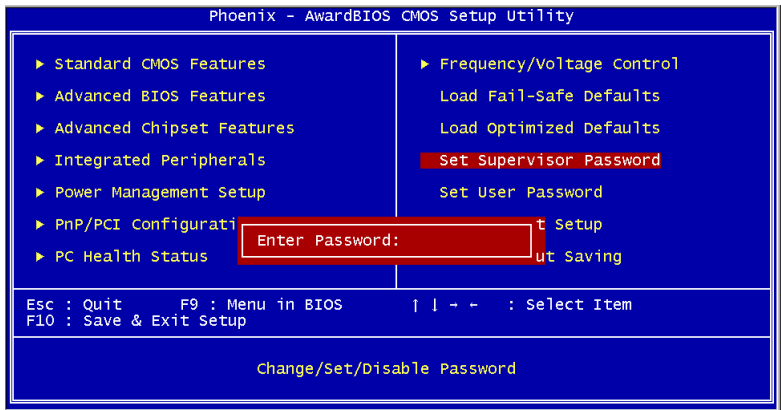 Phoenix - AwardBIOS CMOS Setup Utility
▶ Standard CMOS Features
▶ Advanced BIOS Features
▶ Advanced Chipset Features
▶ Integrated Peripherals
▶ Power Management Setup
▶ PnP/PCI Configurati
▶ PC Health Status
▶ Frequency/Voltage Control
Load Fail-Safe Defaults
Load Optimized Defaults
Set Supervisor Password
Set User Password
t Setup
ut Saving
Enter Password:
Esc : Quit F9 : Menu in BIOS ↑ ↓ → ← : Select Item
F10 : Save & Exit Setup
Change/Set/Disable Password